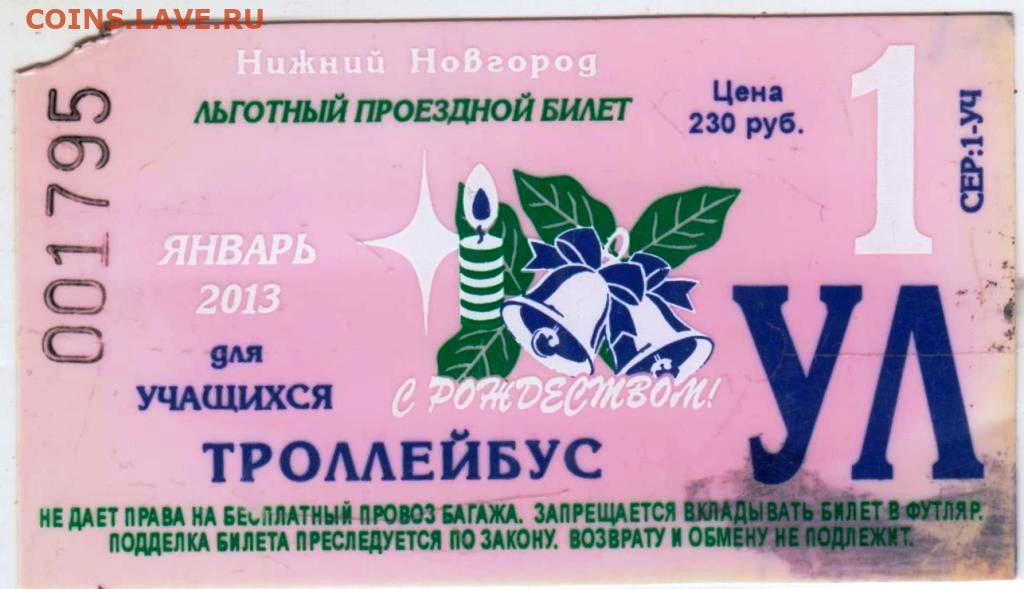 COINS.LAVE.RU
Нижний Новгород
ЛЬГОТНЫЙ ПРОЕЗДНОЙ БИЛЕТ
Цена
230 руб.
1
СЕР:1-УЧ
001795
ЯНВАРЬ
2013
для
УЧАЩИХСЯ
С РОЖДЕСТВОМ!
УЛ
ТРОЛЛЕЙБУС
НЕ ДАЕТ ПРАВА НА БЕСПЛАТНЫЙ ПРОВОЗ БАГАЖА. ЗАПРЕЩАЕТСЯ ВКЛАДЫВАТЬ БИЛЕТ В ФУТЛЯР.
ПОДДЕЛКА БИЛЕТА ПРЕСЛЕДУЕТСЯ ПО ЗАКОНУ. ВОЗВРАТУ И ОБМЕНУ НЕ ПОДЛЕЖИТ.